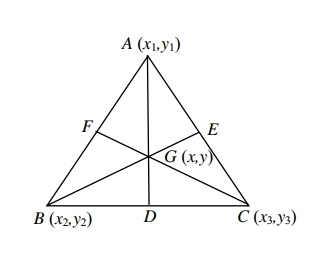 A (x₁,y₁)
F
E
G (x,y)
B (x₂,y₂)
D
C (x₃,y₃)